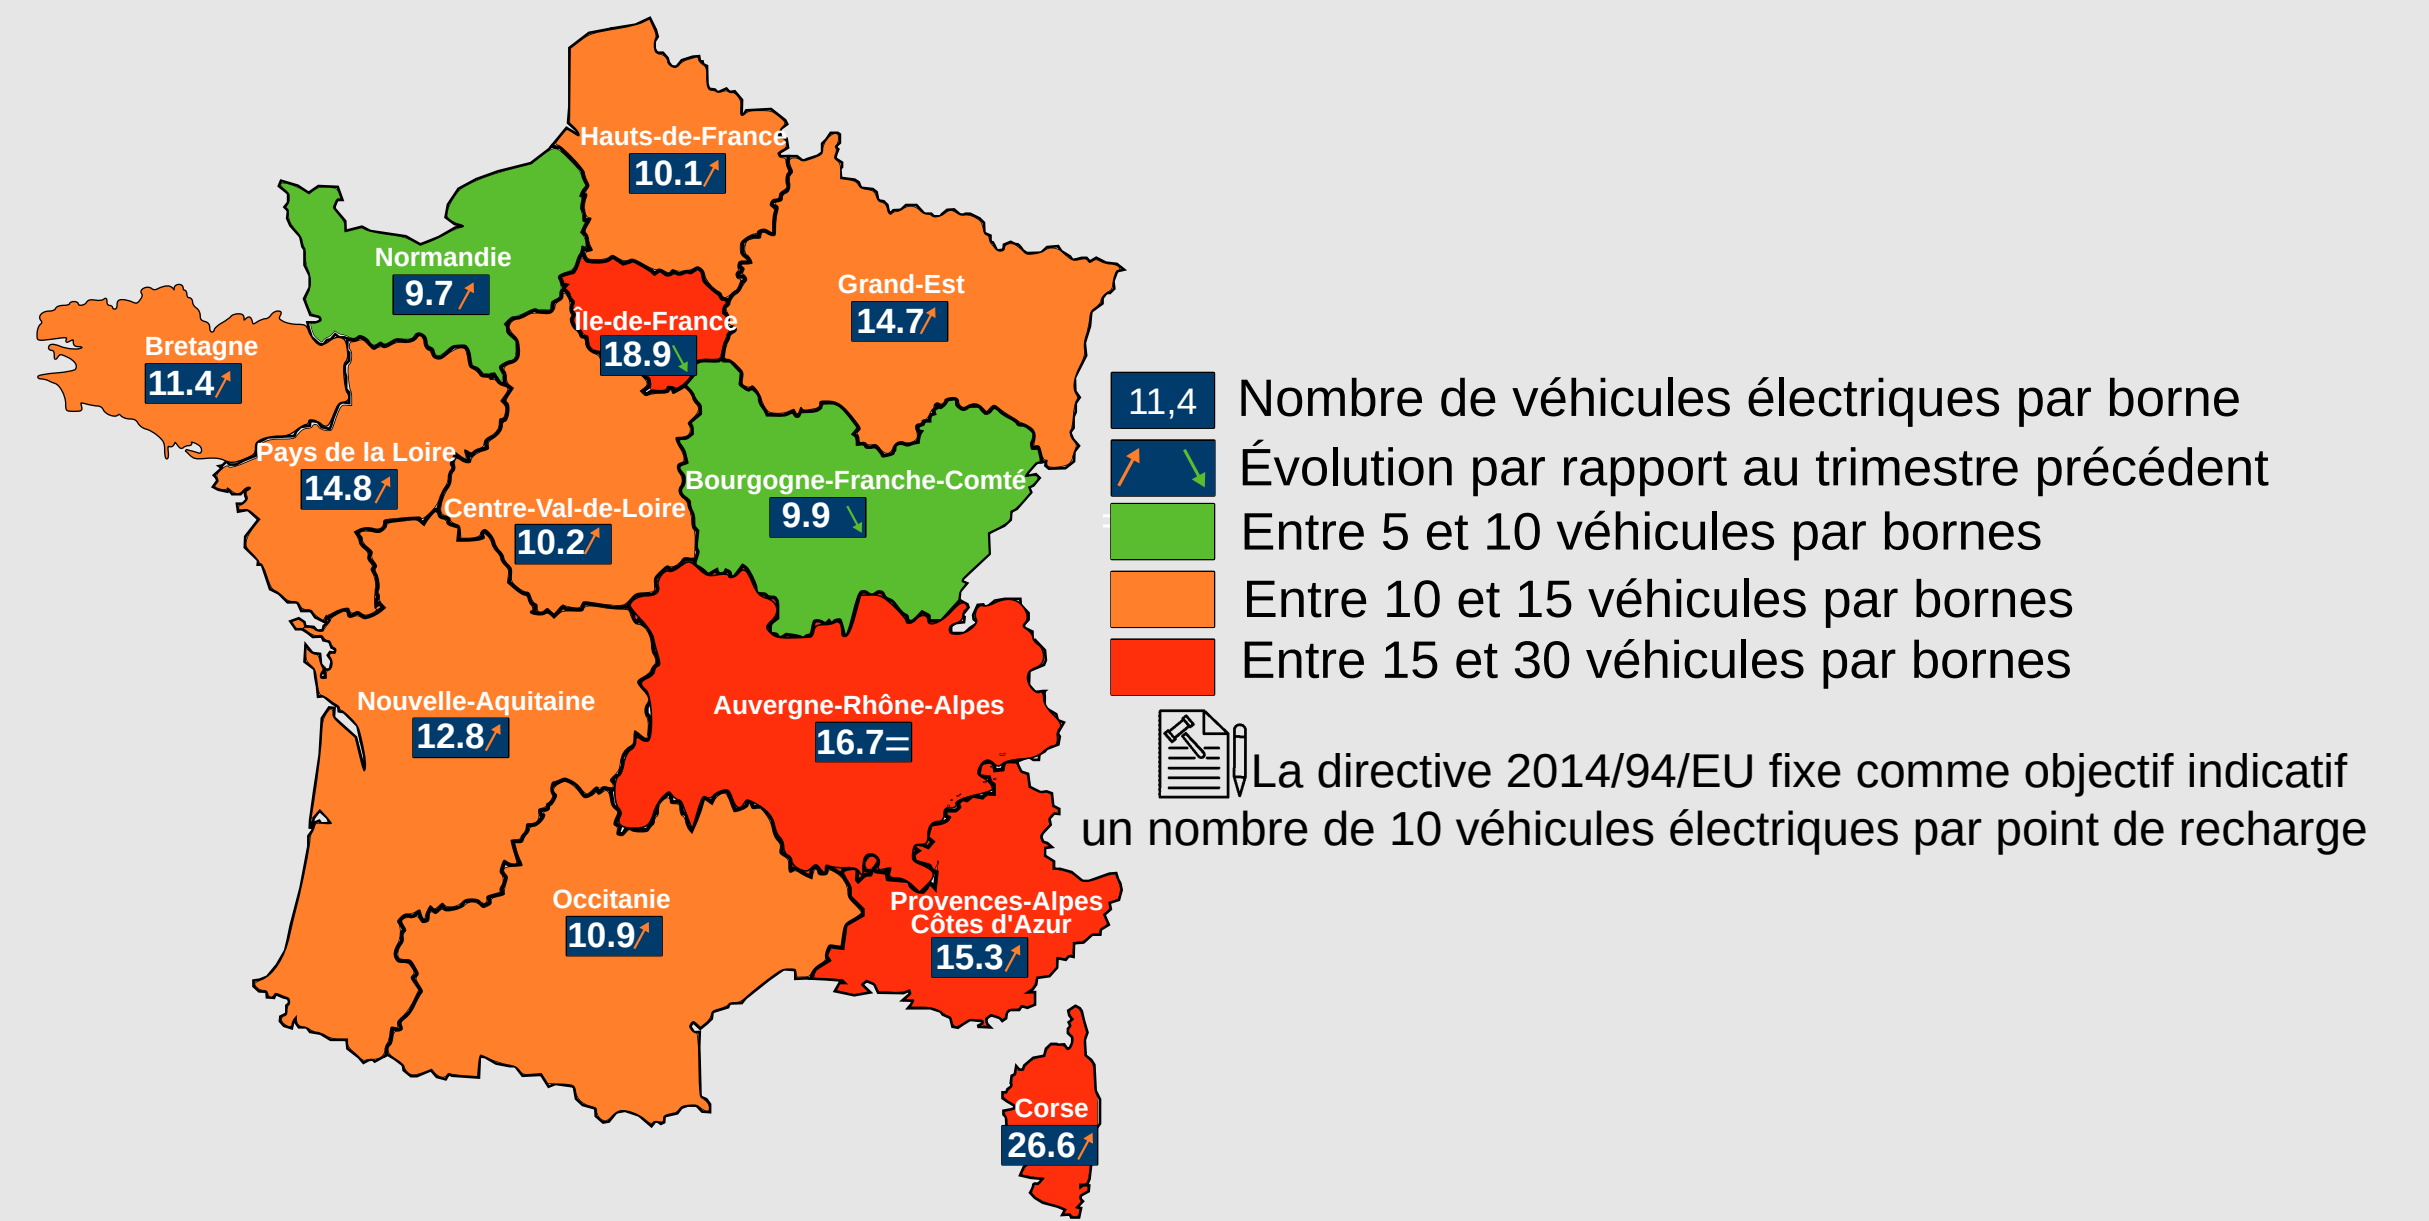 Hauts-de-France
10.1
Normandie
9.7
Grand-Est
14.7
Île-de-France
18.9
Bretagne
11.4
Pays de la Loire
14.8
Centre-Val-de-Loire
10.2
Bourgogne-Franche-Comté
9.9
Nouvelle-Aquitaine
12.8
Auvergne-Rhône-Alpes
16.7=
Occitanie
10.9
Provences-Alpes
Côtes d'Azur
15.3
Corse
26.6
11,4 Nombre de véhicules électriques par borne
Évolution par rapport au trimestre précédent
Entre 5 et 10 véhicules par bornes
Entre 10 et 15 véhicules par bornes
Entre 15 et 30 véhicules par bornes
La directive 2014/94/EU fixe comme objectif indicatif
un nombre de 10 véhicules électriques par point de recharge